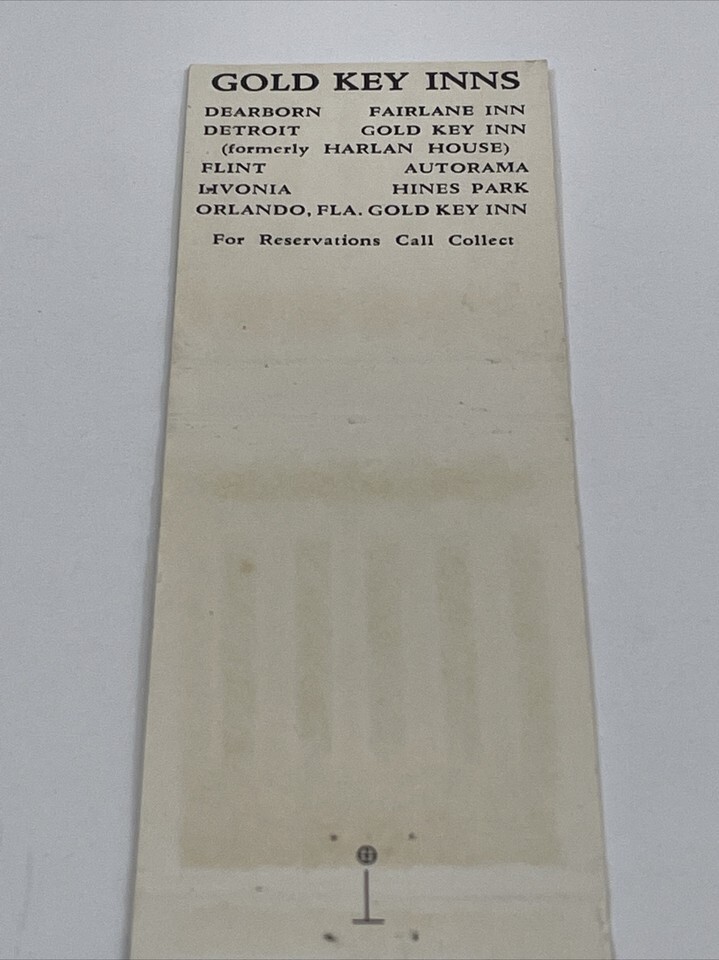 GOLD KEY INNS
DEARBORN FAIRLANE INN
DETROIT GOLD KEY INN
(formerly HARLAN HOUSE)
FLINT AUTORAMA
LIVONIA HINES PARK
ORLANDO, FLA. GOLD KEY INN
For Reservations Call Collect